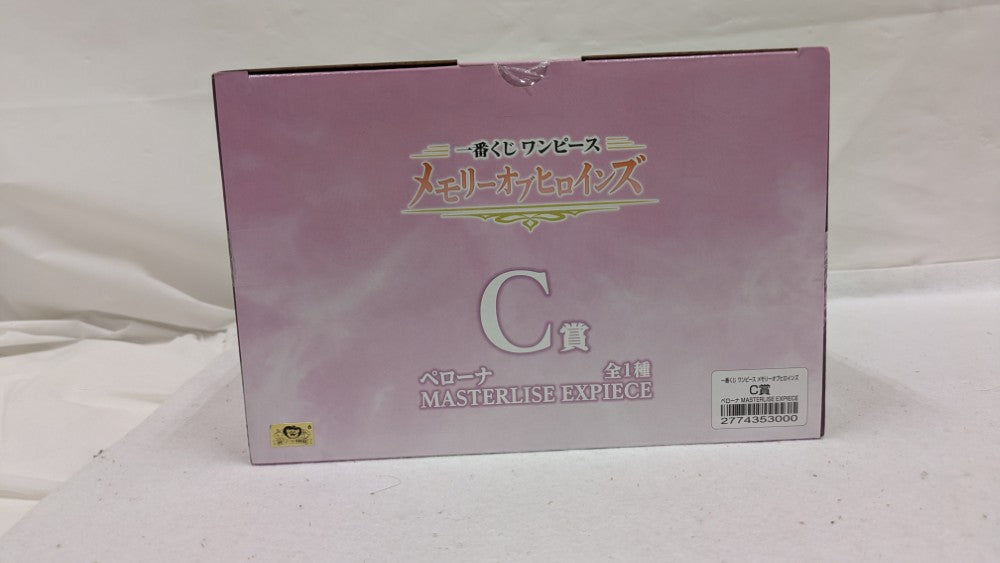 一番くじ ワンピース
メモリーオブヒロインズ
C賞
ペローナ 全1種
MASTERLISE EXPIECE
一番くじ ワンピース メモリーオブヒロインズ
C賞
ペローナ MASTERLISE EXPIECE
2774353000